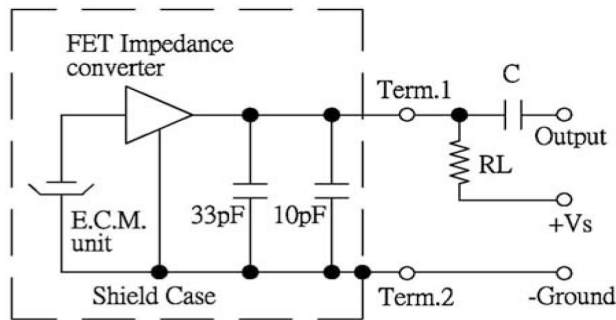 FET Impedance
converter
Term.1
C
Output
RL
+Vs
33pF
10pF
E.C.M.
unit
Shield Case
Term.2
-Ground